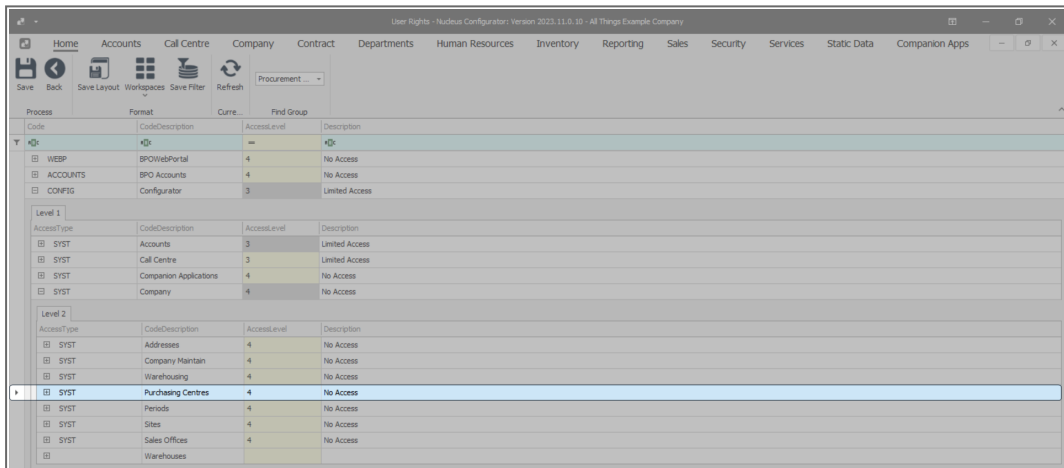 User Rights - Nucleus Configurator: Version 2023.11.0.10 - All Things Example Company
Home Accounts Call Centre Company Contract Departments Human Resources Inventory Reporting Sales Security Services Static Data Companion Apps
Save Back Save Layout Workspaces Save Filter Refresh Procurement ...
Process Format Curre... Find Group
Code CodeDescription AccessLevel Description
=
WEBP BPOWebPortal 4 No Access
ACCOUNTS BPO Accounts 4 No Access
CONFIG Configurator 3 Limited Access
Level 1
AccessType CodeDescription AccessLevel Description
SYST Accounts 3 Limited Access
SYST Call Centre 3 Limited Access
SYST Companion Applications 4 No Access
SYST Company 4 No Access
Level 2
AccessType CodeDescription AccessLevel Description
SYST Addresses 4 No Access
SYST Company Maintain 4 No Access
SYST Warehousing 4 No Access
SYST Purchasing Centres 4 No Access
SYST Periods 4 No Access
SYST Sites 4 No Access
SYST Sales Offices 4 No Access
Warehouses